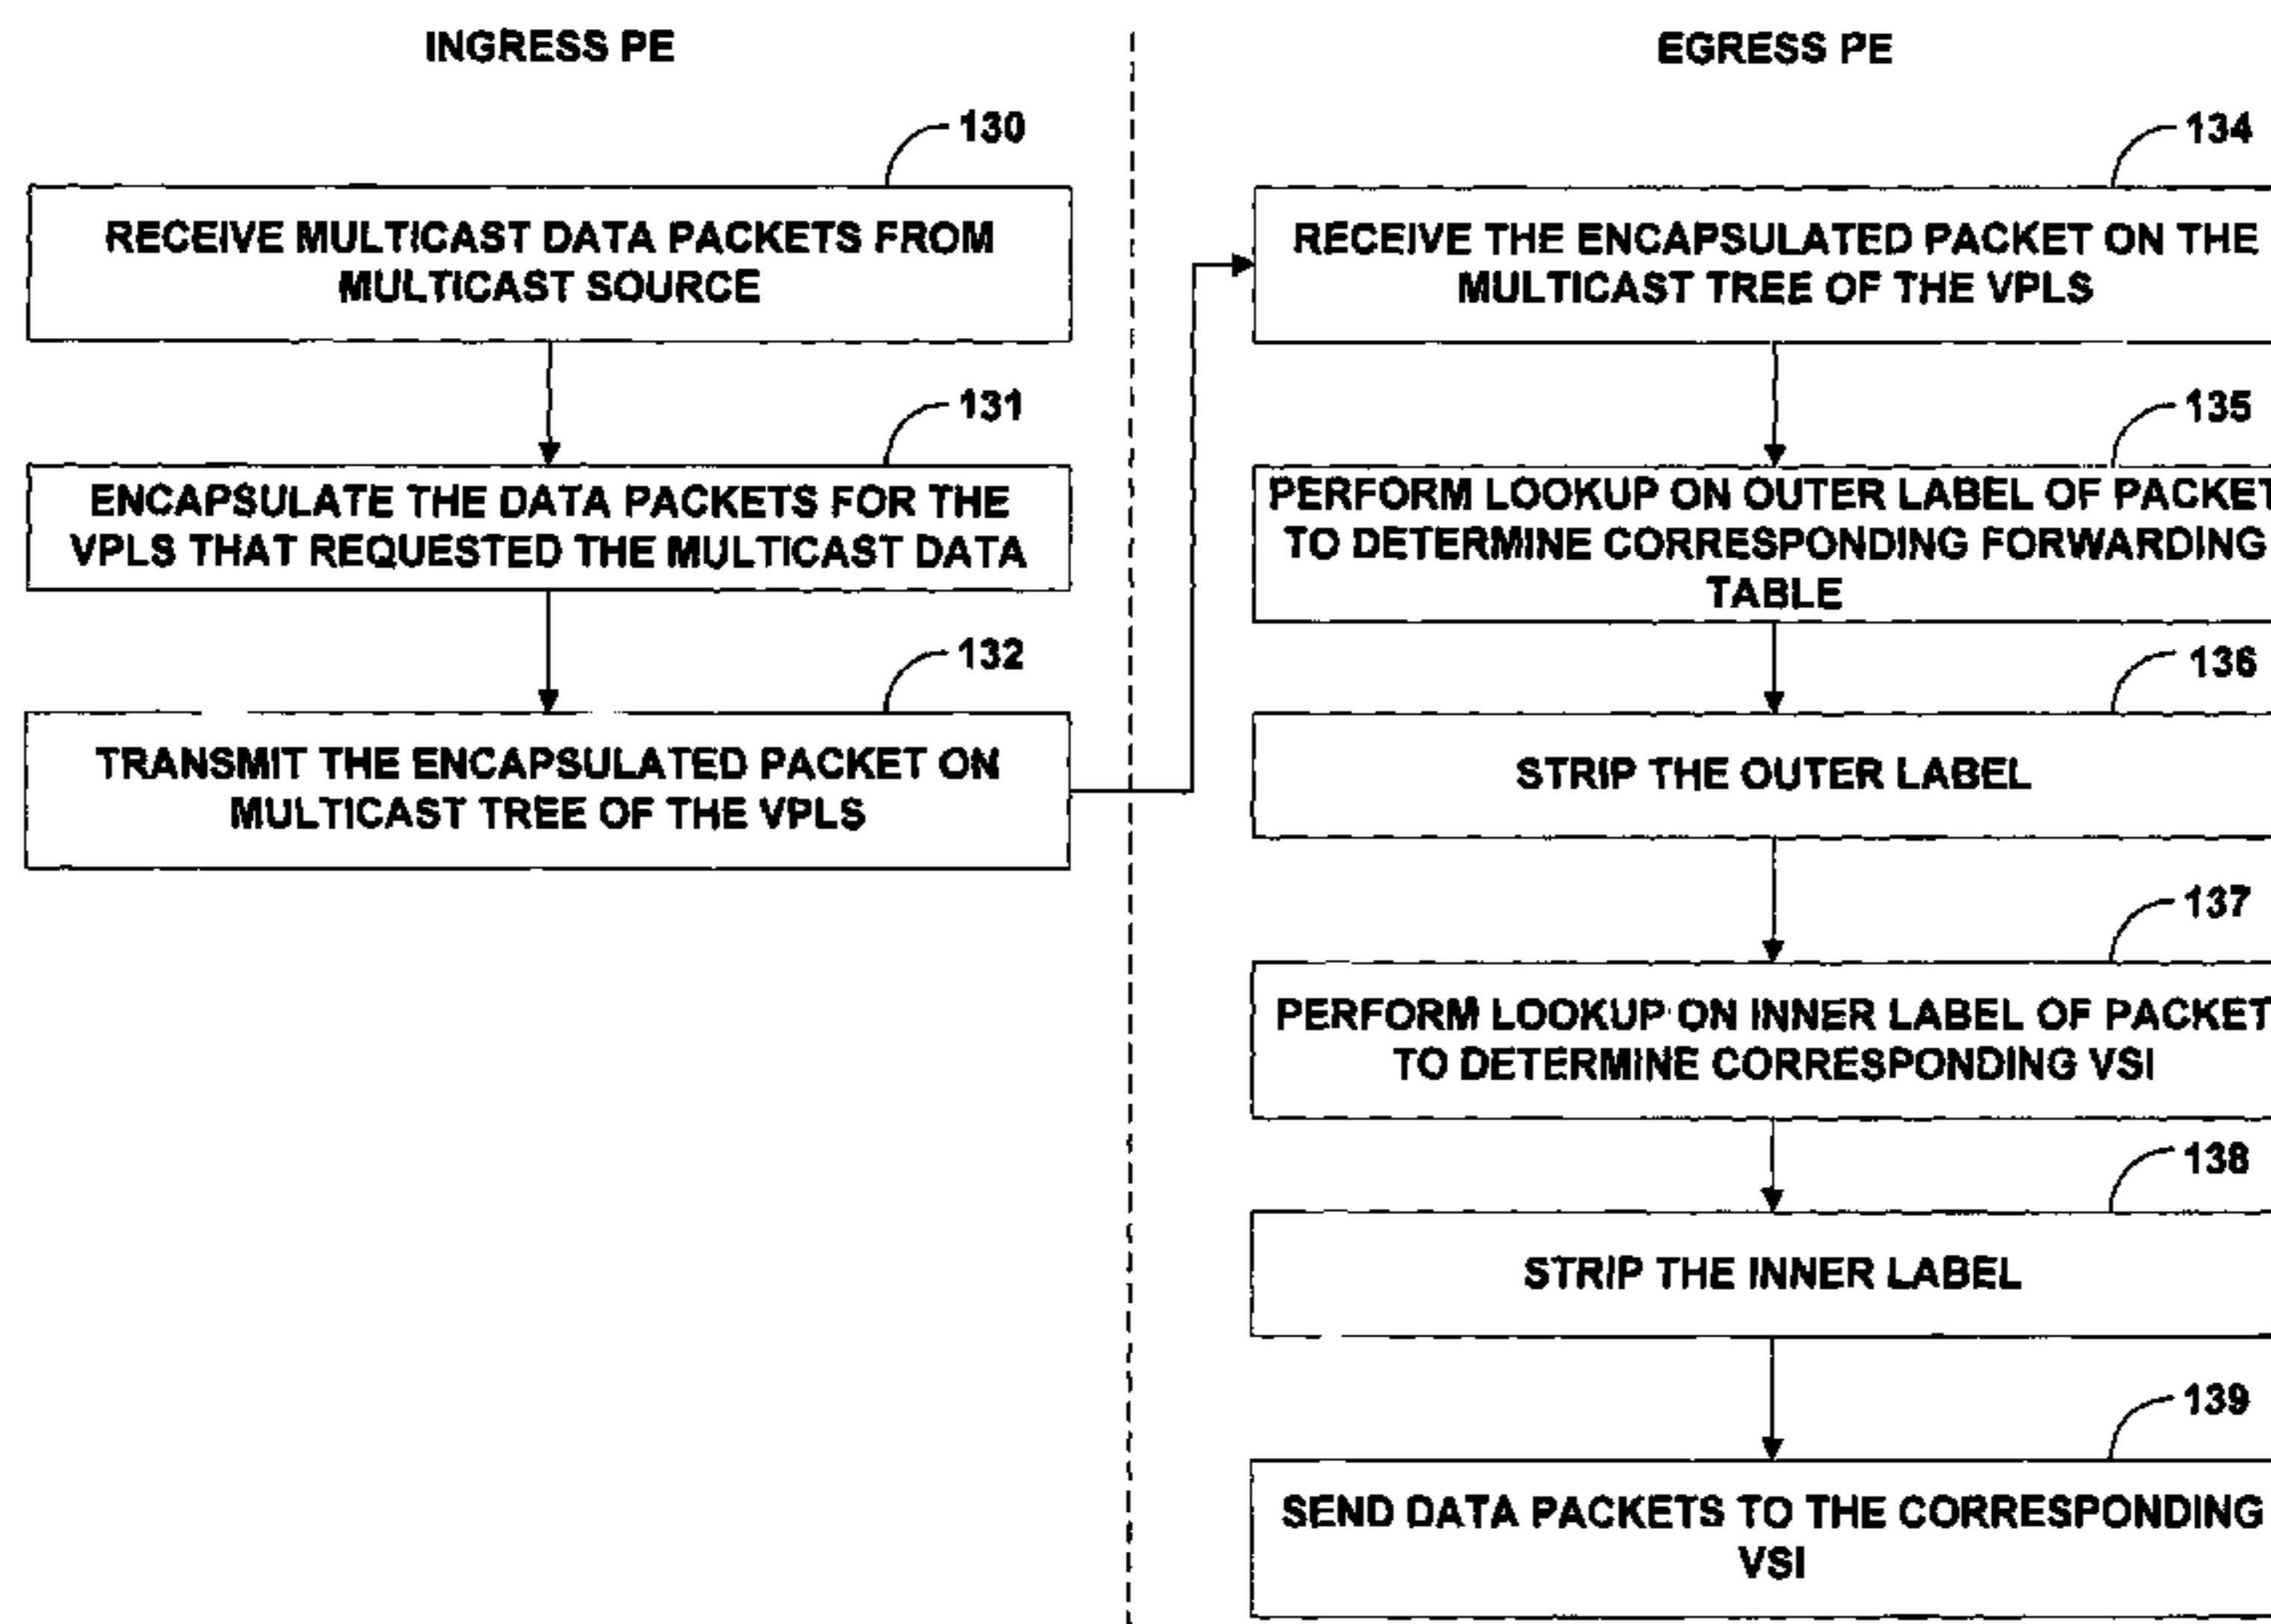 INGRESS PE
130
RECEIVE MULTICAST DATA PACKETS FROM
MULTICAST SOURCE
131
ENCAPSULATE THE DATA PACKETS FOR THE
VPLS THAT REQUESTED THE MULTICAST DATA
132
TRANSMIT THE ENCAPSULATED PACKET ON
MULTICAST TREE OF THE VPLS
EGRESS PE
134
RECEIVE THE ENCAPSULATED PACKET ON THE
MULTICAST TREE OF THE VPLS
135
PERFORM LOOKUP ON OUTER LABEL OF PACKET
TO DETERMINE CORRESPONDING FORWARDING
TABLE
136
STRIP THE OUTER LABEL
137
PERFORM LOOKUP ON INNER LABEL OF PACKET
TO DETERMINE CORRESPONDING VSI
138
STRIP THE INNER LABEL
139
SEND DATA PACKETS TO THE CORRESPONDING
VSI